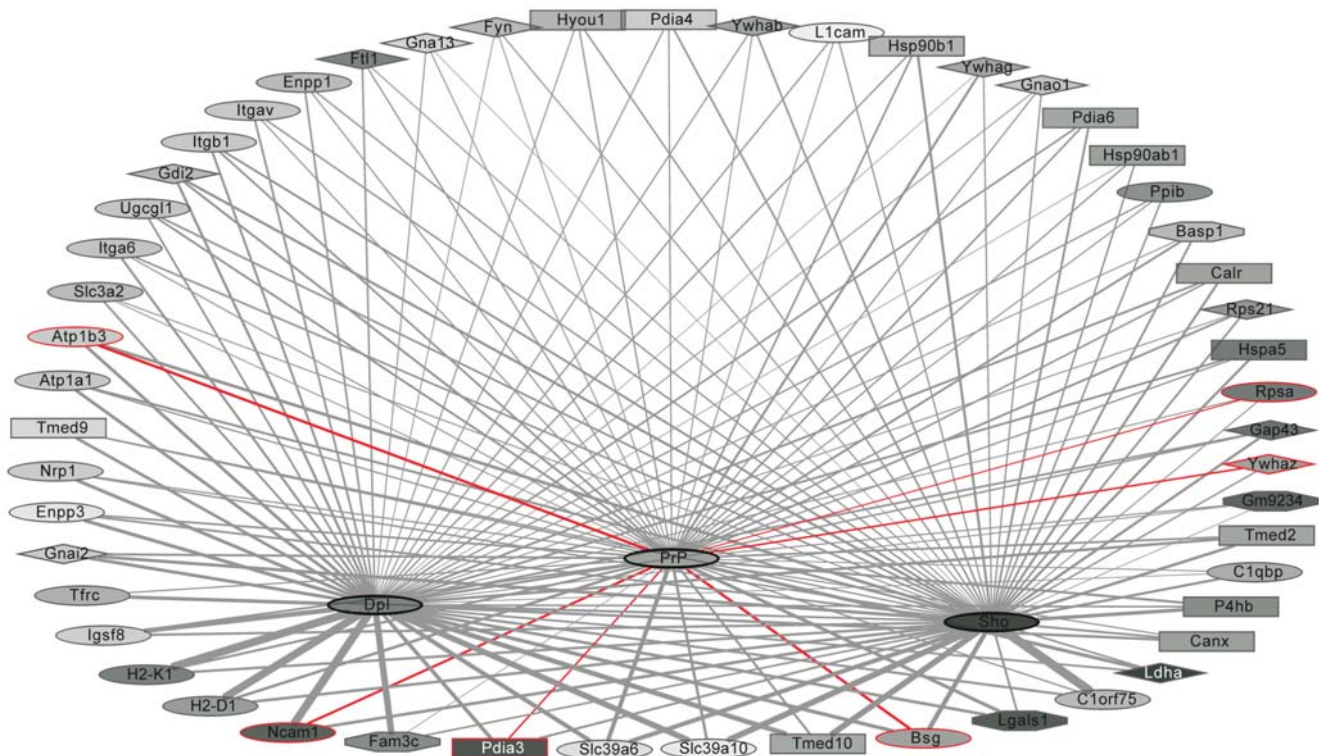 Hyou1
Pdia4
Ywhab
L1cam
Fyn
Gna13
Hsp90b1
Ftl1
Ywhag
Enpp1
Gnao1
Itgav
Pdia6
Itgb1
Hsp90ab1
Gdi2
Ppib
Ugcgl1
Basp1
Itga6
Calr
Slc3a2
Rps21
Atp1b3
Hspa5
Atp1a1
Rpsa
Tmed9
Gap43
Nrp1
Ywhaz
Enpp3
Gm9234
Gnai2
Tmed2
PrP
C1qbp
Tfrc
Dpl
P4hb
Sho
Igsf8
Canx
H2-K1
Ldha
H2-D1
C1orf75
Ncam1
Lgals1
Fam3c
Pdia3
Slc39a6
Slc39a10
Tmed10
Bsg